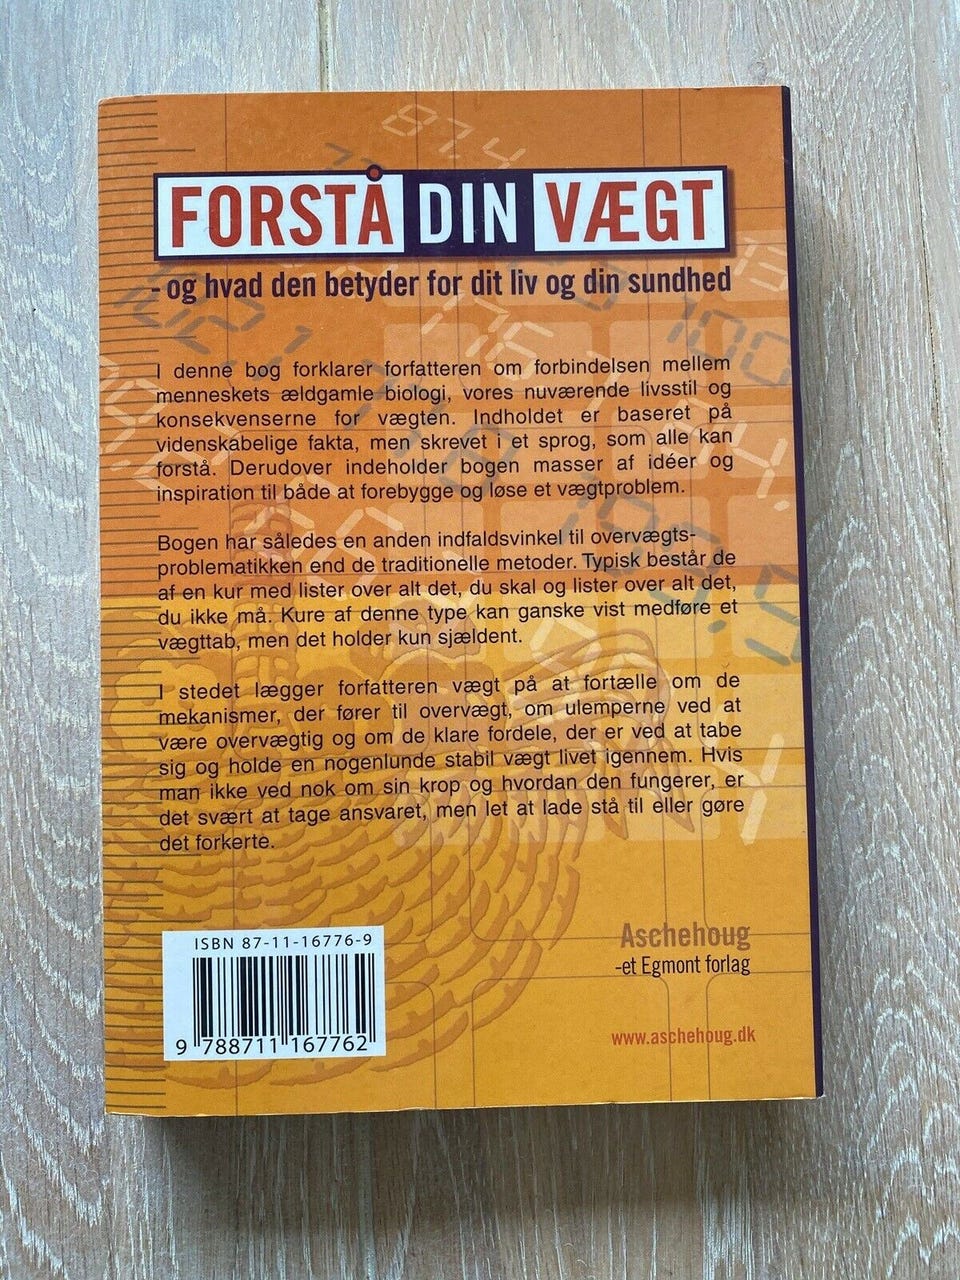 87.4
FORSTÅ DIN VÆGT
- og hvad den betyder for dit liv og din sundhed
I denne bog forklarer forfatteren om forbindelsen mellem
menneskets ældgamle biologi, vores nuværende livsstil og
konsekvenserne for vægten. Indholdet er baseret på
videnskabelige fakta, men skrevet i et sprog, som alle kan
forstå. Derudover indeholder bogen masser af idéer og
inspiration til både at forebygge og løse et vægtproblem.
Bogen har således en anden indfaldsvinkel til overvægts-
problematikken end de traditionelle metoder. Typisk består de
af en kur med lister over alt det, du skal og lister over alt det,
du ikke må. Kure af denne type kan ganske vist medføre et
vægttab, men det holder kun sjældent.
I stedet lægger forfatteren vægt på at fortælle om de
mekanismer, der fører til overvægt, om ulemperne ved at
være overvægtig og om de klare fordele, der er ved at tabe
sig og holde en nogenlunde stabil vægt livet igennem. Hvis
man ikke ved nok om sin krop og hvordan den fungerer, er
det svært at tage ansvaret, men let at lade stå til eller gøre
det forkerte.
ISBN 87-11-16776-9
9 788711 167762
Aschehoug
-et Egmont forlag
www.aschehoug.dk